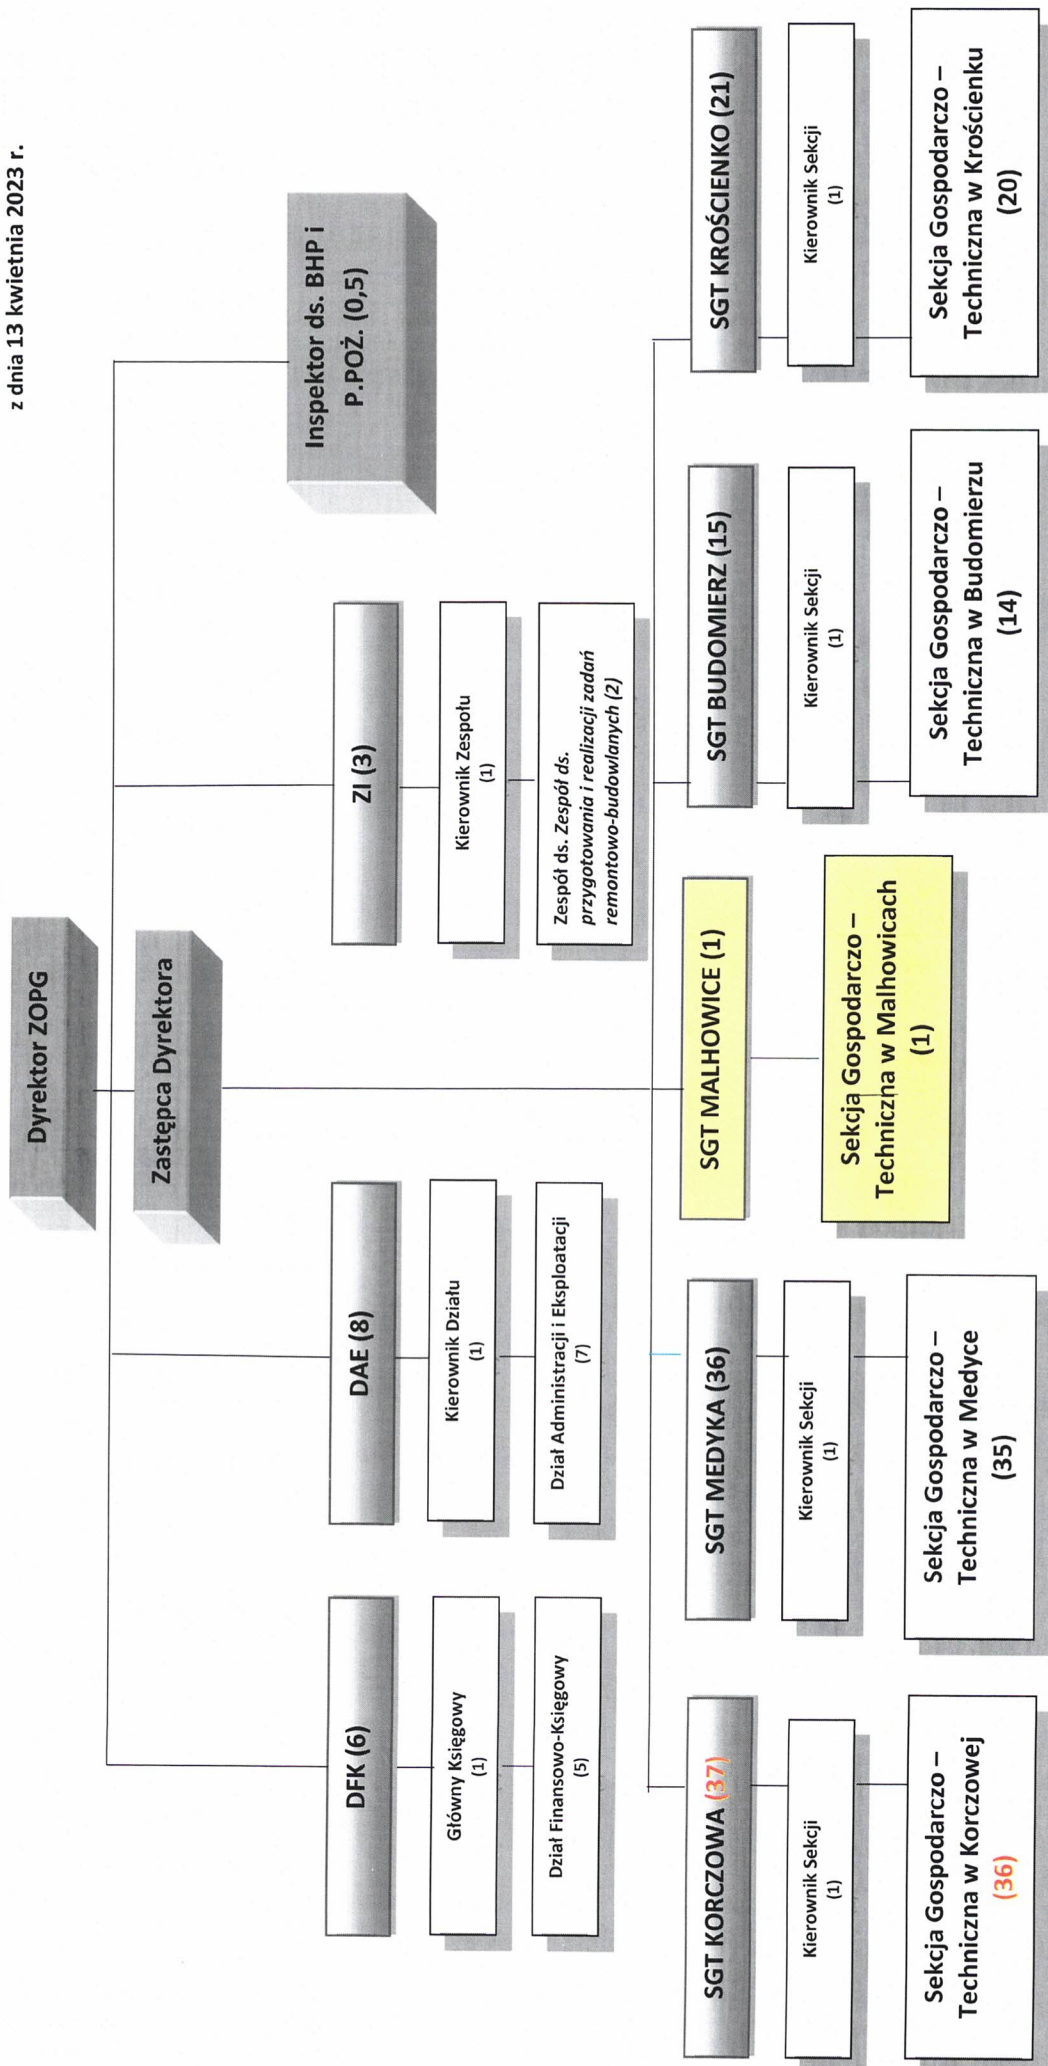 z dnia 13 kwietnia 2023 r.
Dyrektor ZOPG
Zastępca Dyrektora
Inspektor ds. BHP i
P.POŻ. (0,5)
DFK (6)
Główny Księgowy
(1)
Dział Finansowo-Księgowy
(5)
DAE (8)
Kierownik Działu
(1)
Dział Administracji i Eksploatacji
(7)
ZI (3)
Kierownik Zespołu
(1)
Zespół ds. Zespół ds.
przygotowania i realizacji zadań
remontowo-budowlanych (2)
SGT KORCZOWA (37)
Kierownik Sekcji
(1)
Sekcja Gospodarczo –
Techniczna w Korczowej
(36)
SGT MEDYKA (36)
Kierownik Sekcji
(1)
Sekcja Gospodarczo –
Techniczna w Medyce
(35)
SGT MALHOWICE (1)
Sekcja Gospodarczo –
Techniczna w Malhowicach
(1)
SGT BUDOMIERZ (15)
Kierownik Sekcji
(1)
Sekcja Gospodarczo –
Techniczna w Budomierzu
(14)
SGT KROŚCIENKO (21)
Kierownik Sekcji
(1)
Sekcja Gospodarczo –
Techniczna w Krościenku
(20)